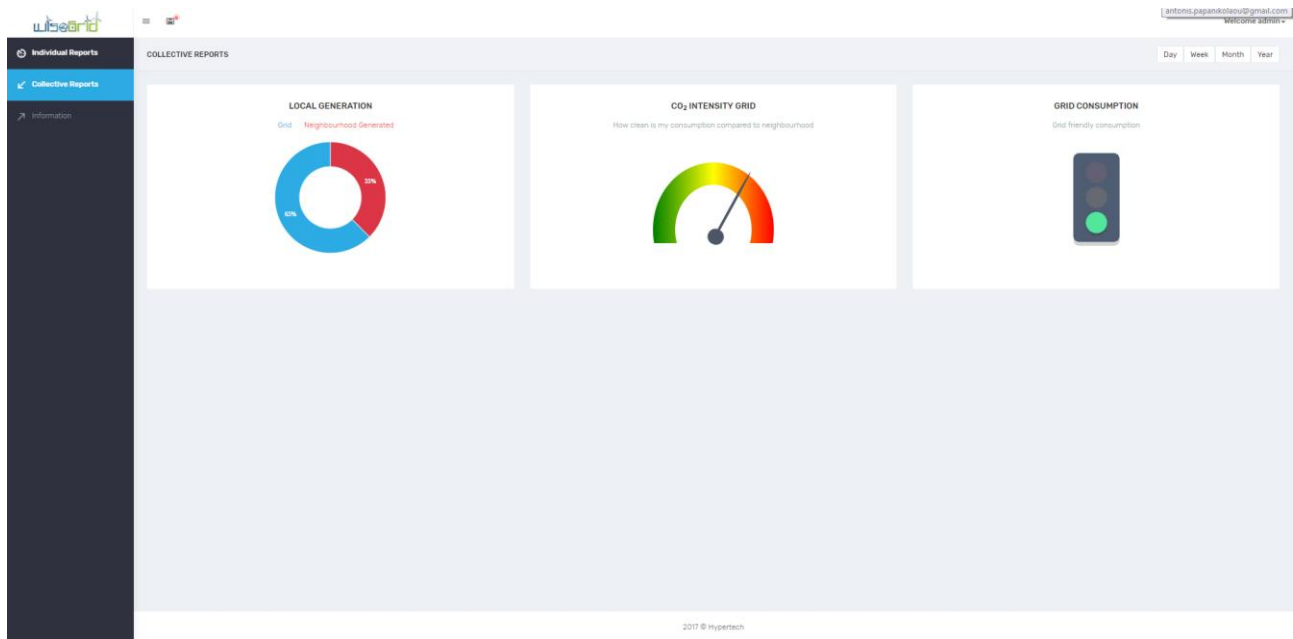 wiseGrid
antonis.papanikolaou@gmail.com
Welcome admin
Individual Reports
Collective Reports
Information
COLLECTIVE REPORTS
Day Week Month Year
LOCAL GENERATION
Grid Neighbourhood Generated
33%
63%
CO₂ INTENSITY GRID
How clean is my consumption compared to neighbourhood
GRID CONSUMPTION
Grid friendly consumption
2017 © Hypertech